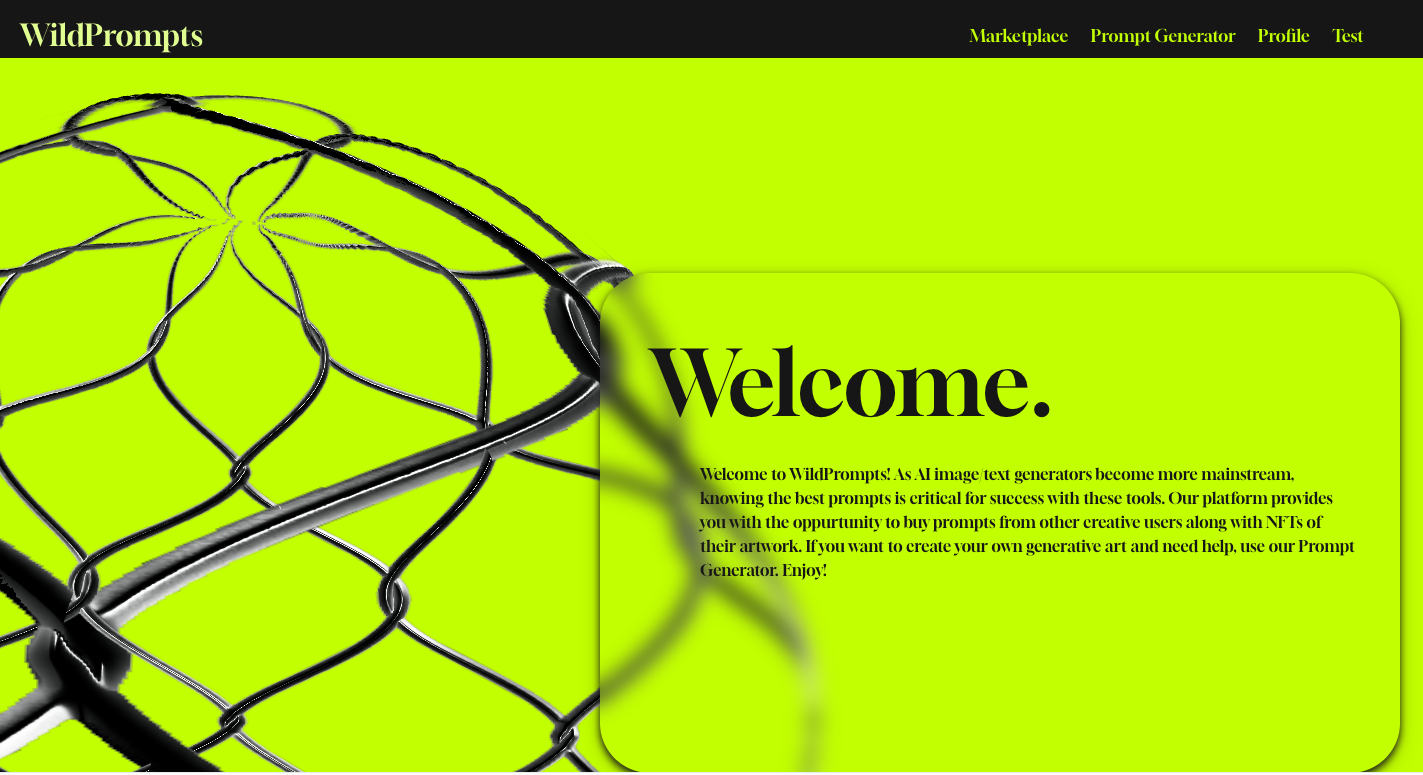 WildPrompts
Marketplace Prompt Generator Profile Test
Welcome.
Welcome to WildPrompts! As AI image/text generators become more mainstream,
knowing the best prompts is critical for success with these tools. Our platform provides
you with the oppurtunity to buy prompts from other creative users along with NFTs of
their artwork. If you want to create your own generative art and need help, use our Prompt
Generator. Enjoy!